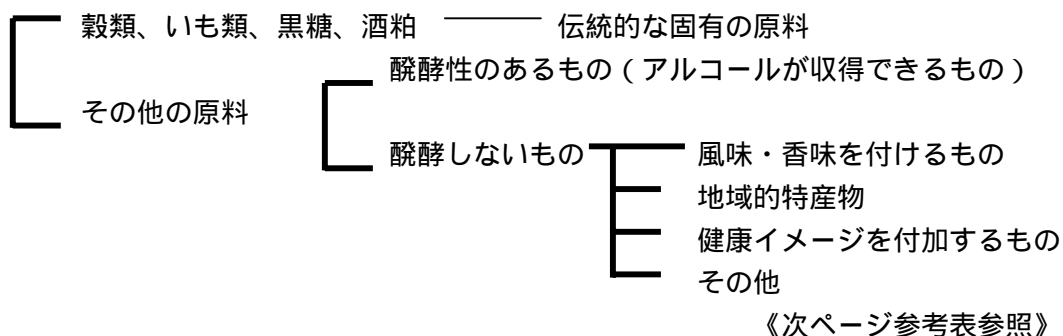 穀類、いも類、黒糖、酒粕 伝統的な固有の原料
醗酵性のあるもの(アルコールが収得できるもの)
その他の原料
醗酵しないもの 風味・香味を付けるもの
地域的特産物
健康イメージを付加するもの
その他
《次ページ参考表参照》